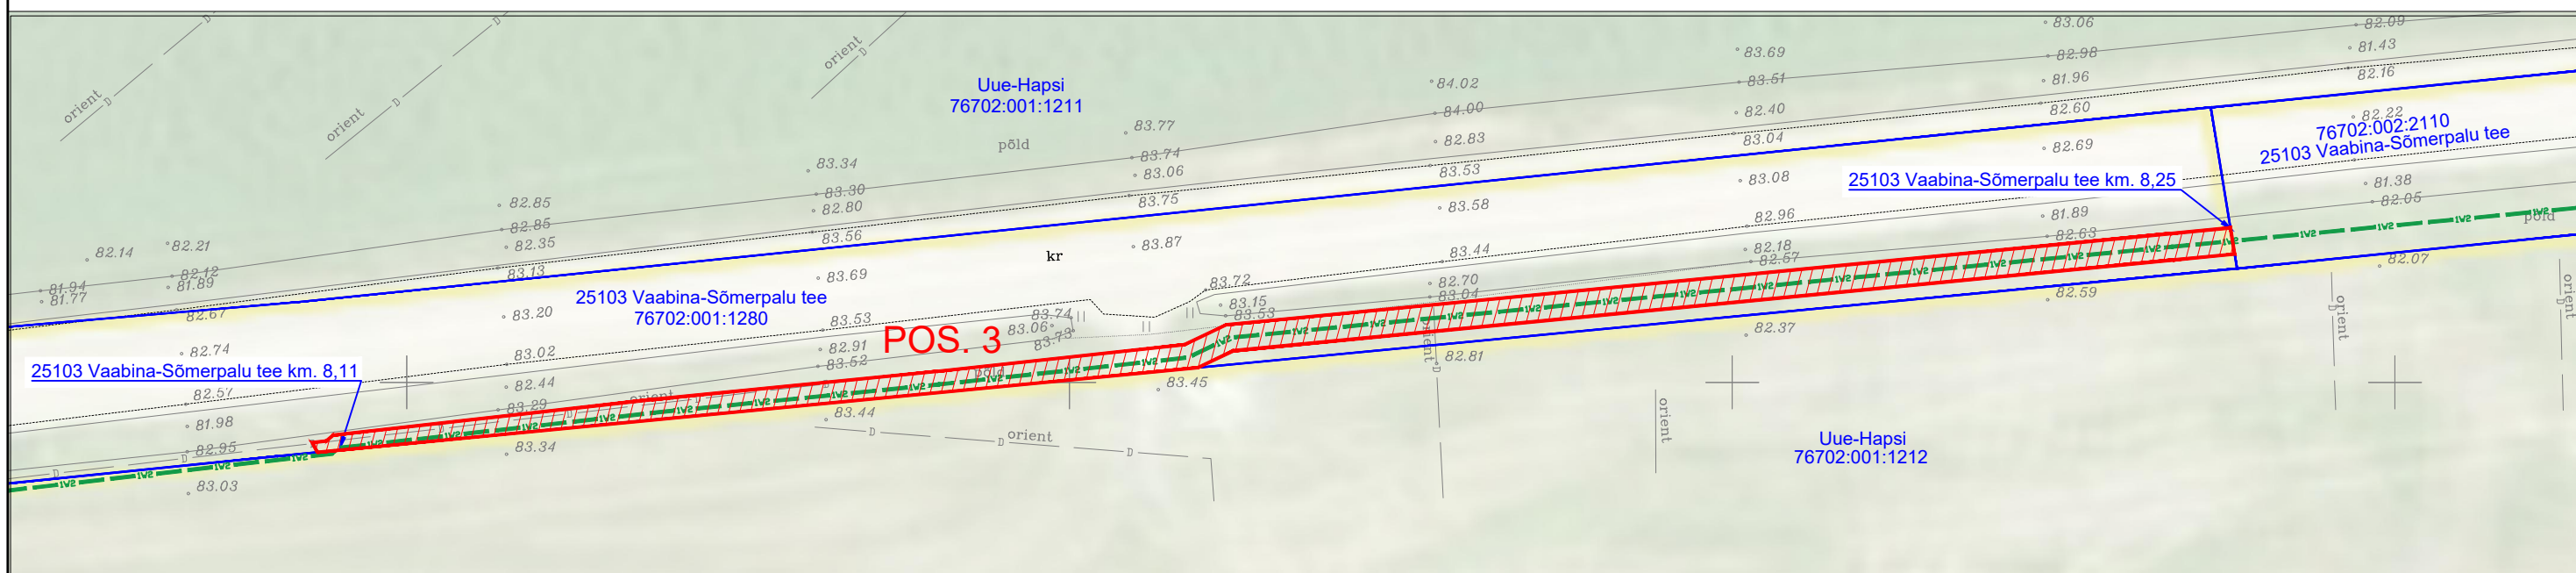 83.06
82.09
orient
D
D
D
orient
orient
D
83.69
82.98
81.43
Uue-Hapsi
76702:001:1211
84.02
83.51
81.96
82.16
84.00
82.40
82.60
82.22
83.77
põld
82.83
83.04
82.69
76702:002:2110
25103 Vaabina-Sõmerpalu tee
83.74
83.34
83.06
83.53
83.08
25103 Vaabina-Sõmerpalu tee km. 8,25
81.38
83.30
82.80
83.75
83.58
82.96
81.89
82.05
põld
82.85
82.85
82.35
83.56
83.87
83.44
82.18
82.57
82.63
82.14
82.21
82.12
81.89
81.94
81.77
83.13
83.69
kr
83.72
82.70
83.04
82.07
82.67
83.20
25103 Vaabina-Sõmerpalu tee
76702:001:1280
83.53
83.74
83.06
83.73
83.15
83.53
82.59
orient
D
orient
D
82.74
83.02
82.91
83.52
POS. 3
82.37
orient
82.81
D
25103 Vaabina-Sõmerpalu tee km. 8,11
82.57
82.44
83.29
orient
põld
83.45
orient
81.98
82.95
83.34
83.44
D
D
orient
D
Uue-Hapsi
76702:001:1212
83.03
D
D